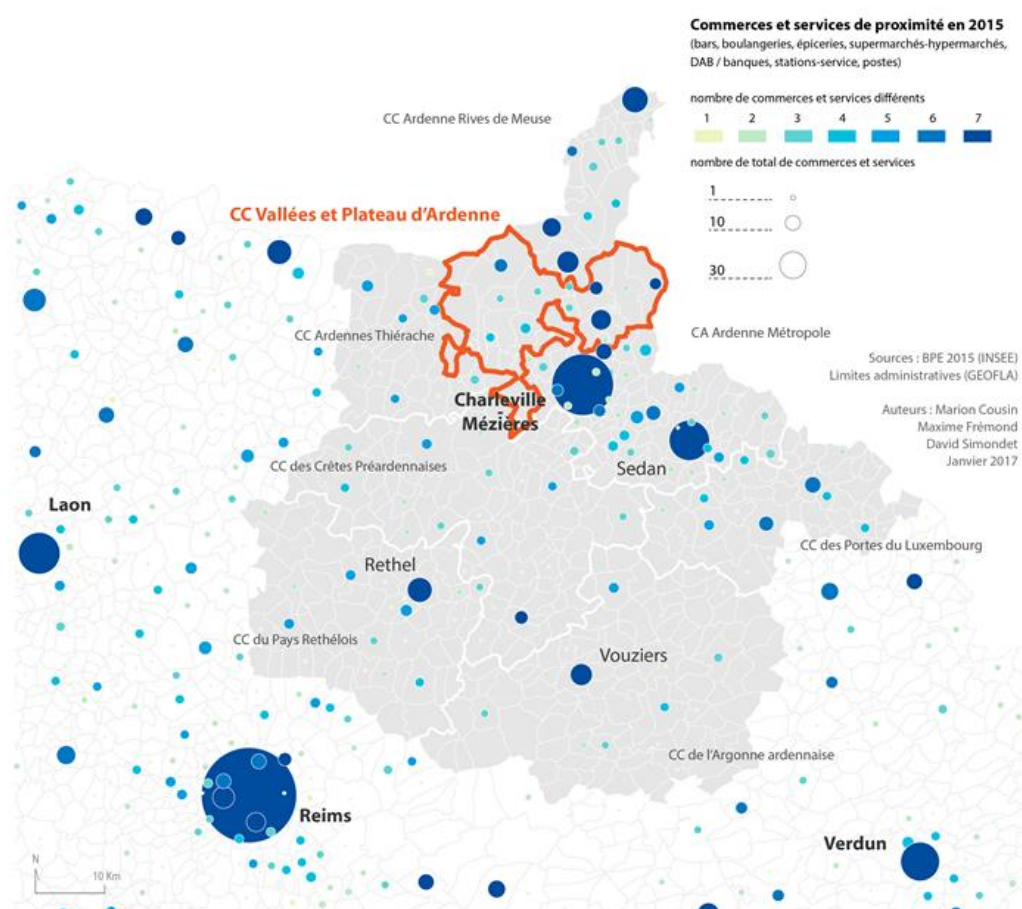 Commerces et services de proximité en 2015
(bars, boulangeries, épiceries, supermarchés-hypermarchés,
DAB / banques, stations-service, postes)
nombre de commerces et services différents
1 2 3 4 5 6 7
nombre de total de commerces et services
1
10
30
CC Ardenne Rives de Meuse
CC Vallées et Plateau d'Ardenne
CC Ardennes Thiérache
CA Ardenne Métropole
Sources : BPE 2015 (INSEE)
Limites administratives (GEOFLA)
Auteurs : Marion Cousin
Maxime Frémond
David Simondet
Janvier 2017
Charleville
Mézières
Sedan
CC des Crêtes Préardennaises
Laon
CC des Portes du Luxembourg
Rethel
CC du Pays Rethélois
Vouziers
CC de l'Argonne ardennaise
Reims
Verdun
N
10 Km